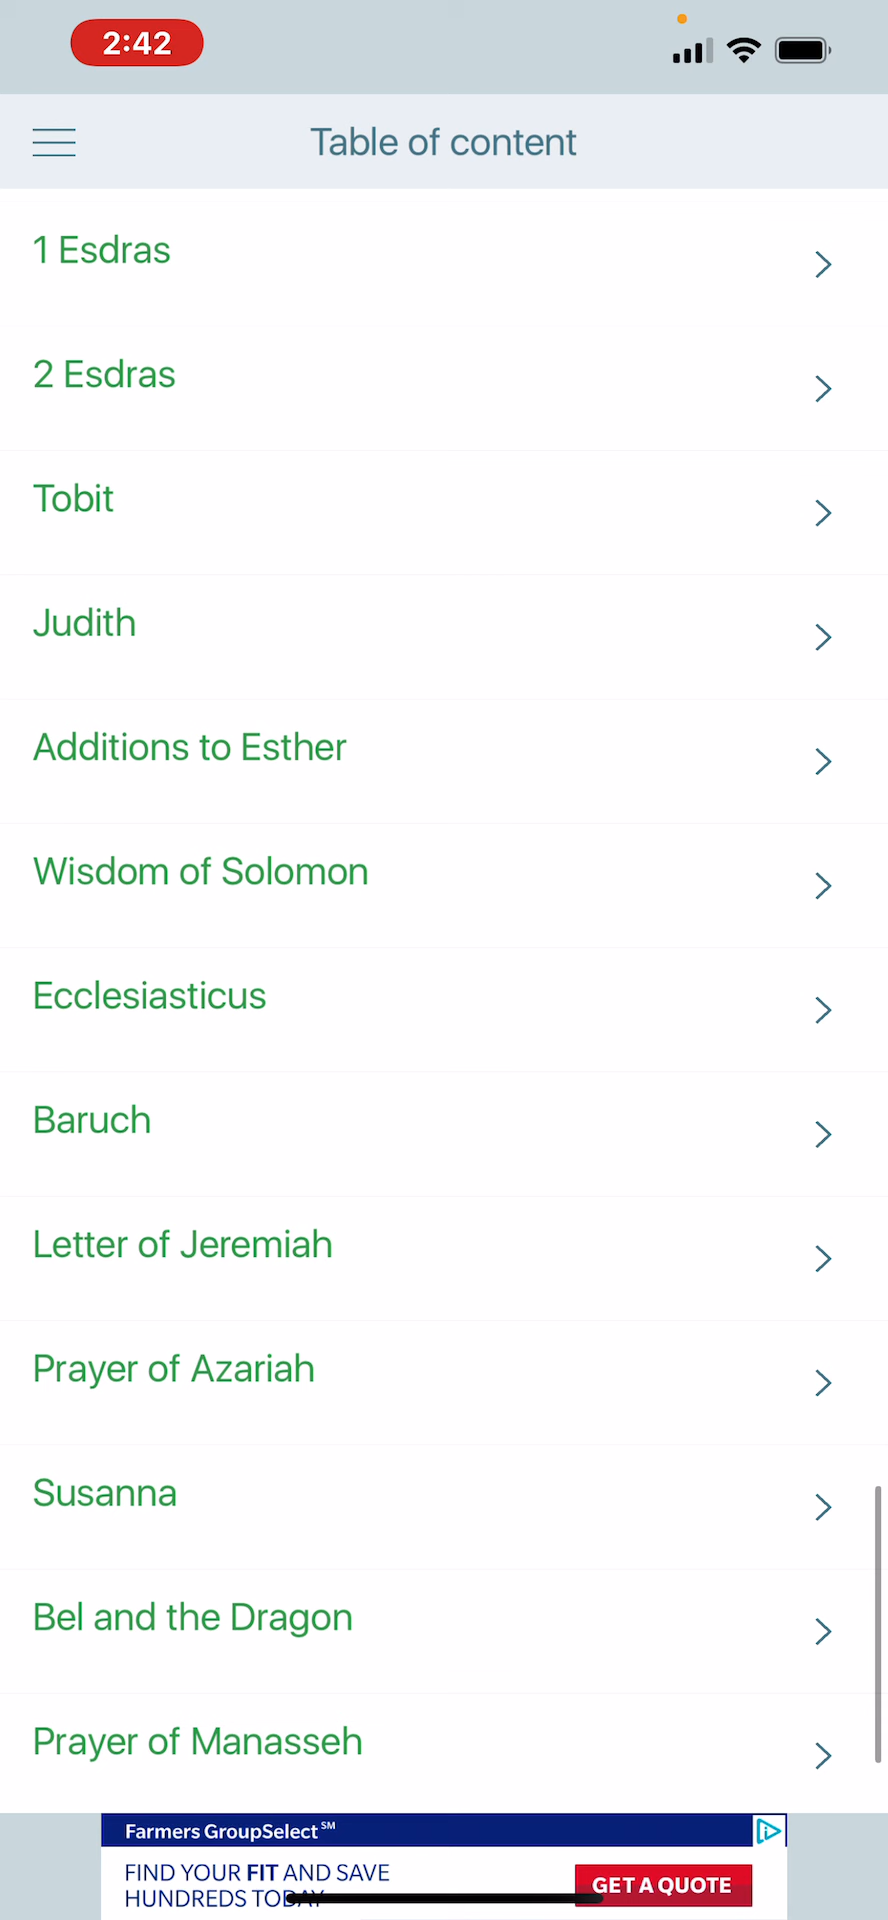 2:42
Table of content
1 Esdras
2 Esdras
Tobit
Judith
Additions to Esther
Wisdom of Solomon
Ecclesiasticus
Baruch
Letter of Jeremiah
Prayer of Azariah
Susanna
Bel and the Dragon
Prayer of Manasseh
Farmers GroupSelect℠
FIND YOUR FIT AND SAVE
HUNDREDS TODAY
GET A QUOTE